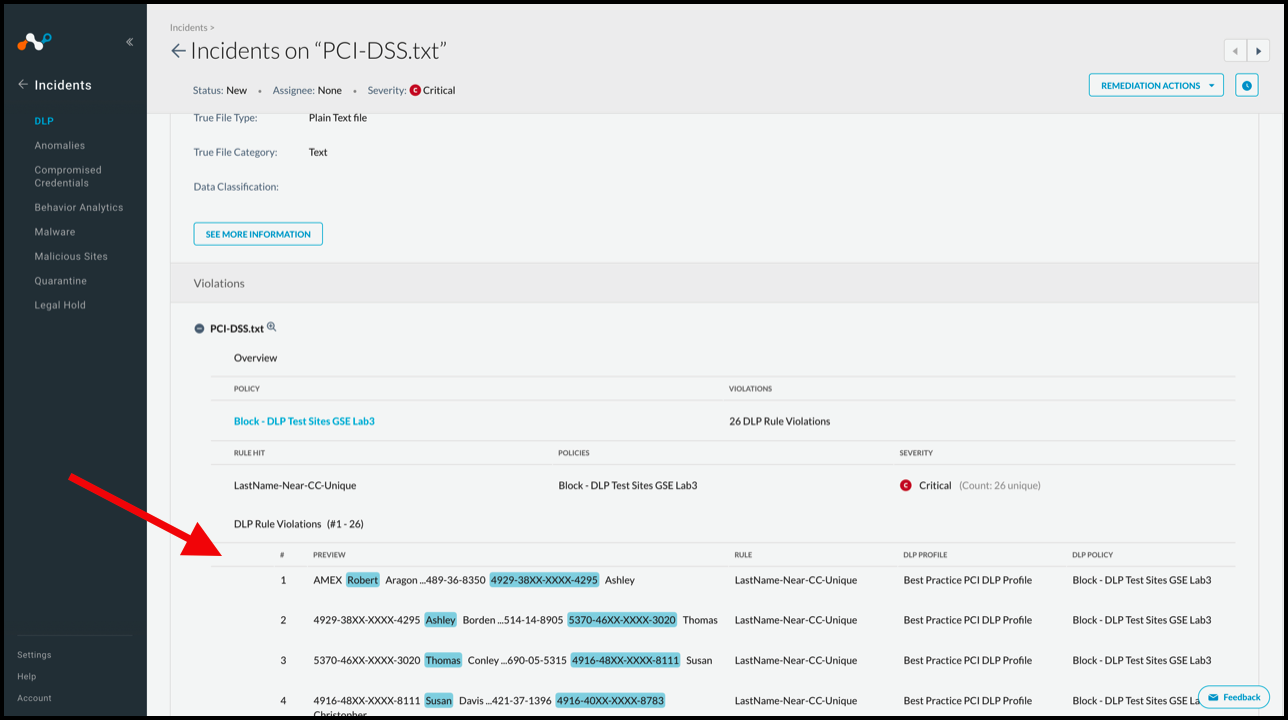 Incidents >
Incidents on “PCI-DSS.txt”
Status: New • Assignee: None • Severity: C Critical
REMEDIATION ACTIONS
Incidents
DLP
Anomalies
Compromised
Credentials
Behavior Analytics
Malware
Malicious Sites
Quarantine
Legal Hold
Settings
Help
Account
True File Type: Plain Text file
True File Category: Text
Data Classification:
SEE MORE INFORMATION
Violations
PCI-DSS.txt
Overview
POLICY VIOLATIONS
Block - DLP Test Sites GSE Lab3 26 DLP Rule Violations
RULE HIT POLICIES SEVERITY
LastName-Near-CC-Unique Block - DLP Test Sites GSE Lab3 C Critical (Count: 26 unique)
DLP Rule Violations (#1 - 26)
# PREVIEW RULE DLP PROFILE DLP POLICY
1 AMEX Robert Aragon ...489-36-8350 4929-38XX-XXXX-4295 Ashley LastName-Near-CC-Unique Best Practice PCI DLP Profile Block - DLP Test Sites GSE Lab3
2 4929-38XX-XXXX-4295 Ashley Borden ...514-14-8905 5370-46XX-XXXX-3020 Thomas LastName-Near-CC-Unique Best Practice PCI DLP Profile Block - DLP Test Sites GSE Lab3
3 5370-46XX-XXXX-3020 Thomas Conley ...690-05-5315 4916-48XX-XXXX-8111 Susan LastName-Near-CC-Unique Best Practice PCI DLP Profile Block - DLP Test Sites GSE Lab3
4 4916-48XX-XXXX-8111 Susan Davis ...421-37-1396 4916-40XX-XXXX-8783 LastName-Near-CC-Unique Best Practice PCI DLP Profile Block - DLP Test Sites GSE
Christopher
Feedback